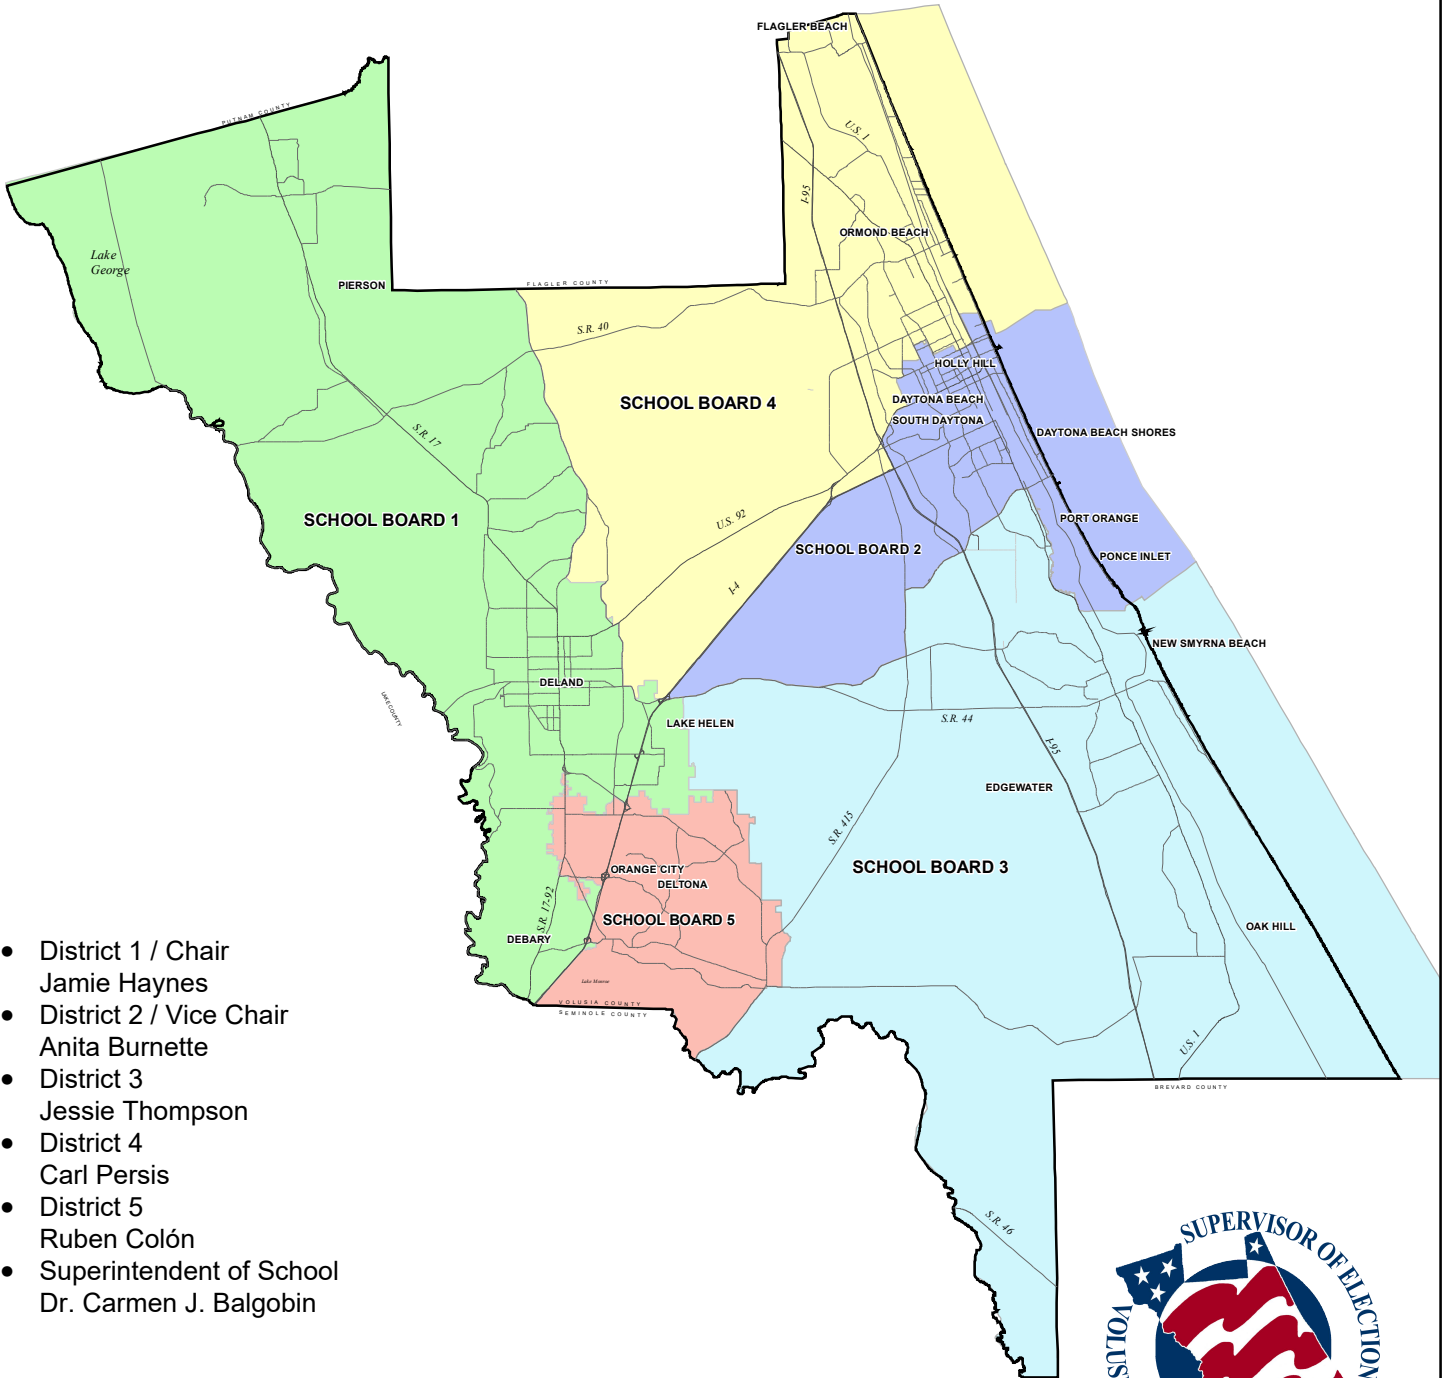 FLAGLER BEACH
PUTNAM COUNTY
U.S. 1
I-95
ORMOND BEACH
Lake
George
PIERSON
FLAGLER COUNTY
S.R. 40
HOLLY HILL
SCHOOL BOARD 4
DAYTONA BEACH
SOUTH DAYTONA
DAYTONA BEACH SHORES
S.R. 17
SCHOOL BOARD 1
U.S. 92
PORT ORANGE
SCHOOL BOARD 2
PONCE INLET
I-4
NEW SMYRNA BEACH
DELAND
LAKE COUNTY
LAKE HELEN
S.R. 44
I-95
EDGEWATER
S.R. 415
SCHOOL BOARD 3
ORANGE CITY
DELTONA
S.R. 17-92
SCHOOL BOARD 5
OAK HILL
DEBARY
Lake Monroe
VOLUSIA COUNTY
SEMINOLE COUNTY
U.S. 1
BREVARD COUNTY
S.R. 46
• District 1 / Chair
Jamie Haynes
• District 2 / Vice Chair
Anita Burnette
• District 3
Jessie Thompson
• District 4
Carl Persis
• District 5
Ruben Colón
• Superintendent of School
Dr. Carmen J. Balgobin
VOLUS
SUPERVISOR OF ELECTION